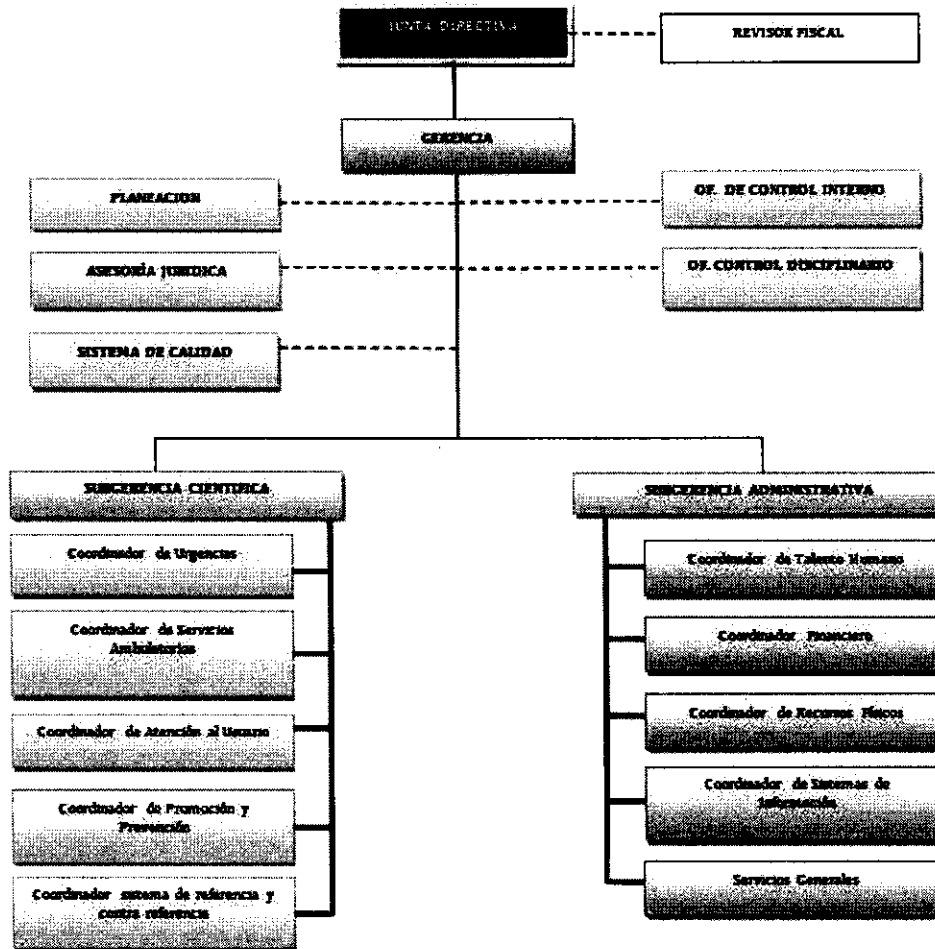 JUNTA DIRECTIVA
REVISOR FISCAL
GERENCIA
PLANEACION
OF. DE CONTROL INTERNO
ASESORÍA JURIDICA
OF. CONTROL DISCIPLINARIO
SISTEMA DE CALIDAD
SUBGERENCIA CIENTIFICA
SUBGERENCIA ADMINISTRATIVA
Coordinador de Urgencias
Coordinador de Servicios
Ambulatorios
Coordinador de Atención al Usuario
Coordinador de Promoción y
Prevención
Coordinador sistema de referencia y
contra referencia
Coordinador de Talento Humano
Coordinador Financiero
Coordinador de Recursos Físicos
Coordinador de Sistemas de
Información
Servicios Generales